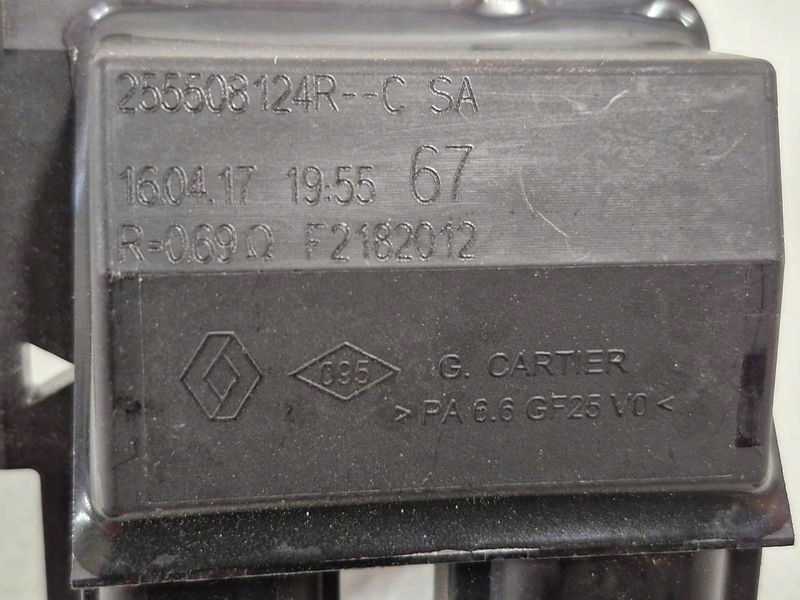 255508124R--C SA
16.04.17 19:55 67
R=0.69Ω F2182012
095 G. CARTIER
>PA 6.6 GF25 V0<